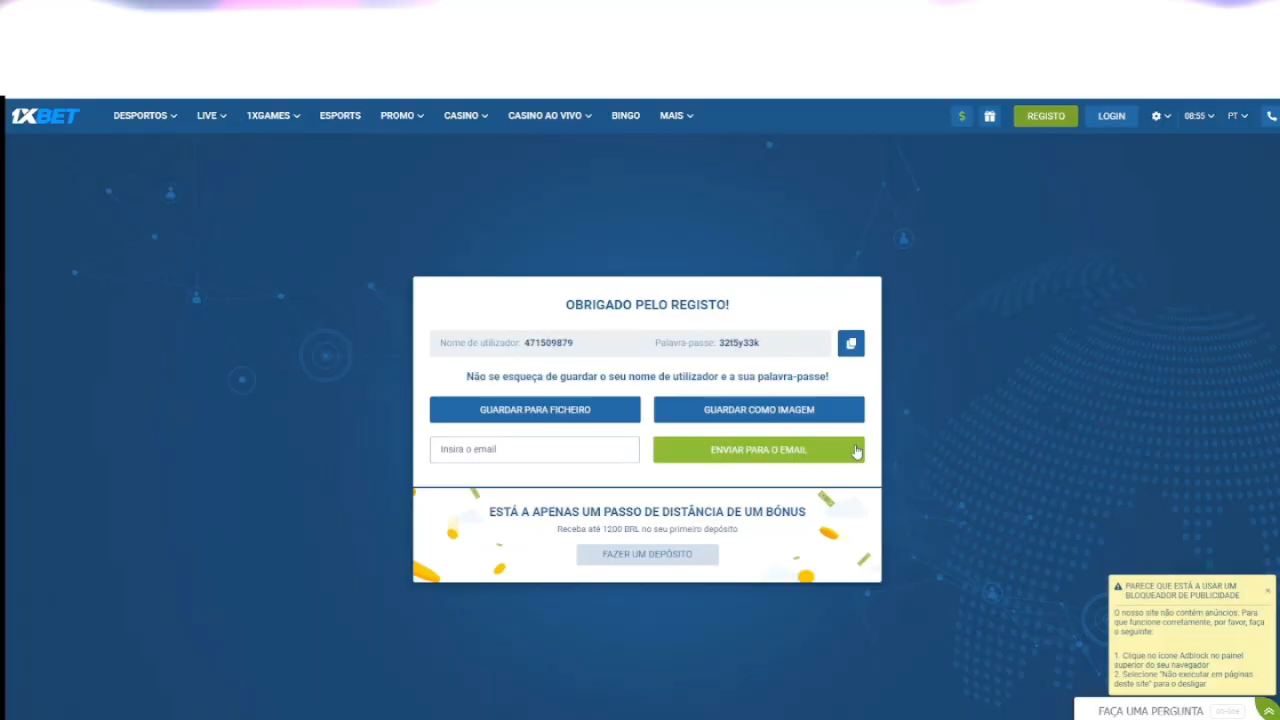 1XBET DESPORTOS LIVE 1XGAMES ESPORTS PROMO CASINO CASINO AO VIVO BINGO MAIS $ REGISTO LOGIN 08:55 PT
OBRIGADO PELO REGISTO!
Nome de utilizador: 471509879 Palavra-passe: 32t5y33k
Não se esqueça de guardar o seu nome de utilizador e a sua palavra-passe!
GUARDAR PARA FICHEIRO GUARDAR COMO IMAGEM
Insira o email ENVIAR PARA O EMAIL
ESTÁ A APENAS UM PASSO DE DISTÂNCIA DE UM BÓNUS
Receba até 1200 BRL no seu primeiro depósito
FAZER UM DEPÓSITO
PARECE QUE ESTÁ A USAR UM
BLOQUEADOR DE PUBLICIDADE
O nosso site não contém anúncios. Para
que funcione corretamente, por favor, faça
o seguinte:
1. Clique no ícone Adblock no painel
superior do seu navegador
2. Selecione "Não executar em páginas
deste site" para o desligar
FAÇA UMA PERGUNTA